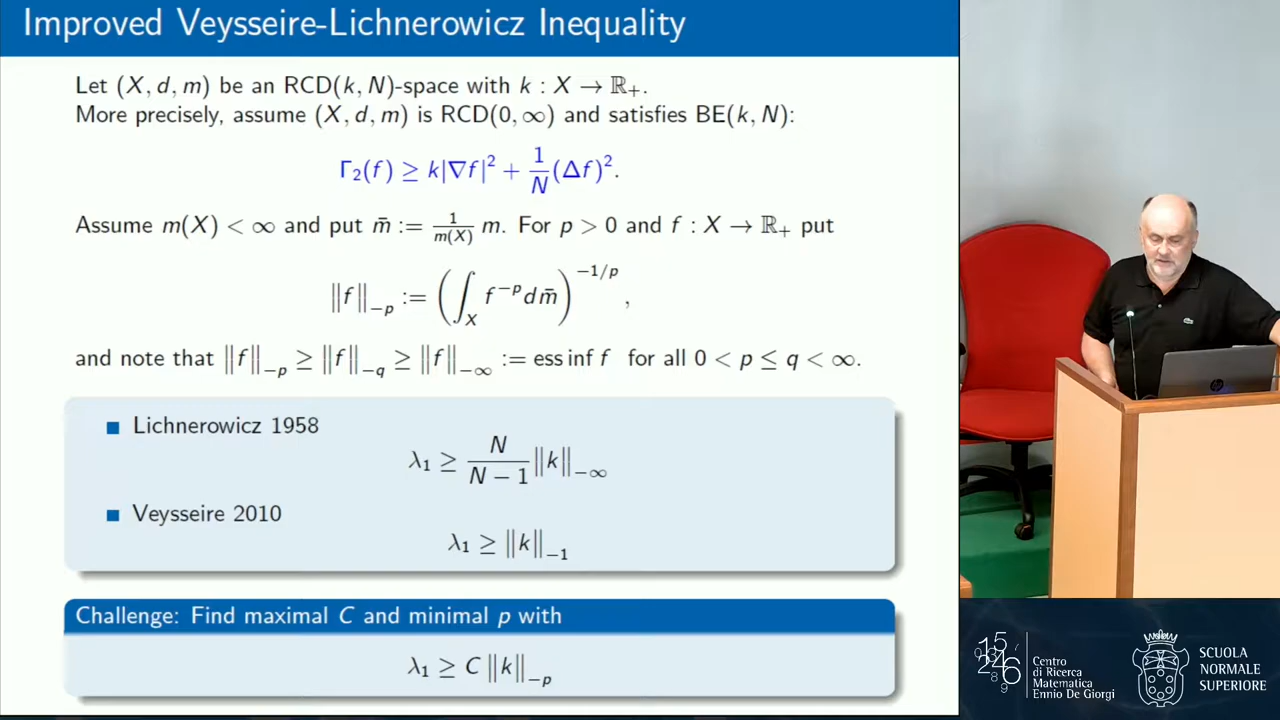 Improved Veysseire-Lichnerowicz Inequality
Let (X, d, m) be an RCD(k, N)-space with k : X → ℝ₊.
More precisely, assume (X, d, m) is RCD(0, ∞) and satisfies BE(k, N):
Γ₂(f) ≥ k|∇f|² + 1/N (Δf)².
Assume m(X) < ∞ and put m̄ := 1/m(X) m. For p > 0 and f : X → ℝ₊ put
‖f‖₋ₚ := (∫_X f^{-p} dm̄)^{-1/p},
and note that ‖f‖_{-p} ≥ ‖f‖_{-q} ≥ ‖f‖_{-∞} := ess inf f for all 0 < p ≤ q < ∞.
Lichnerowicz 1958
λ₁ ≥ N/(N − 1) ‖k‖_{-∞}
Veysseire 2010
λ₁ ≥ ‖k‖_{-1}
Challenge: Find maximal C and minimal p with
λ₁ ≥ C ‖k‖_{-p}
Centro
di Ricerca
Matematica
Ennio De Giorgi
SCUOLA
NORMALE
SUPERIORE